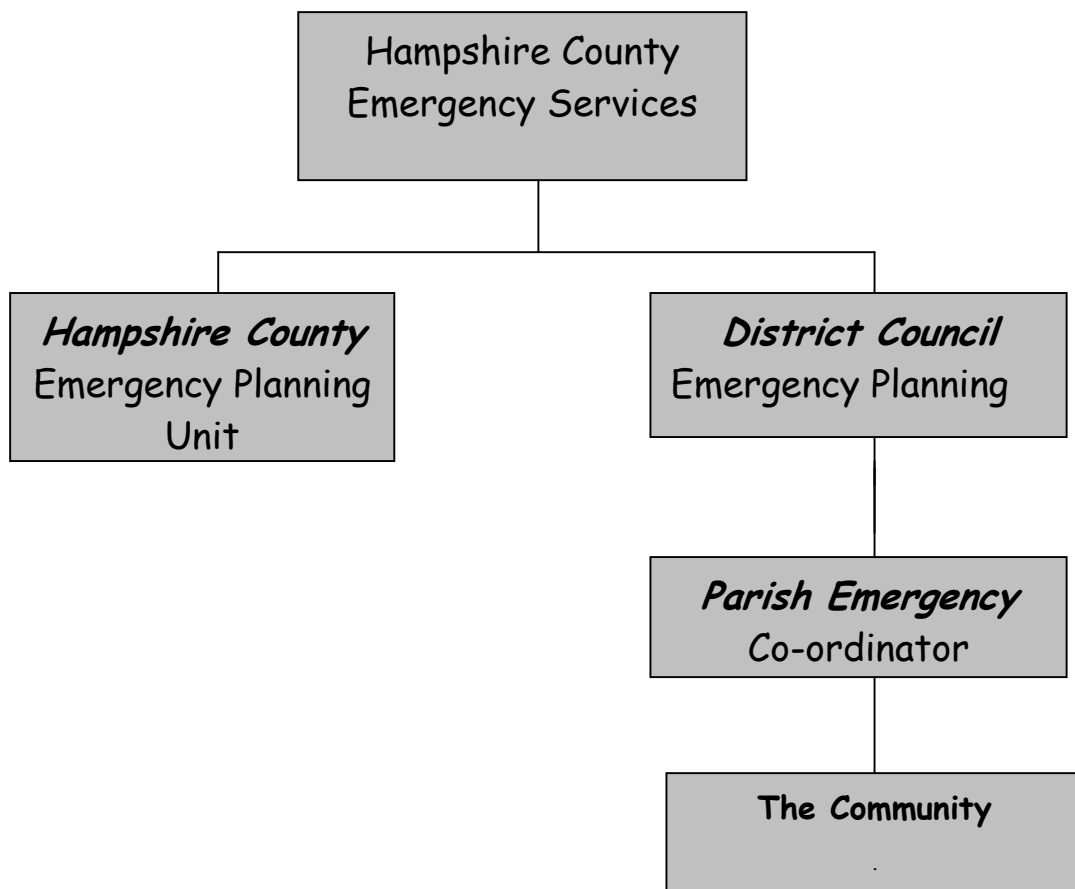 Hampshire County
Emergency Services
Hampshire County
Emergency Planning
Unit
District Council
Emergency Planning
Parish Emergency
Co-ordinator
The Community
.